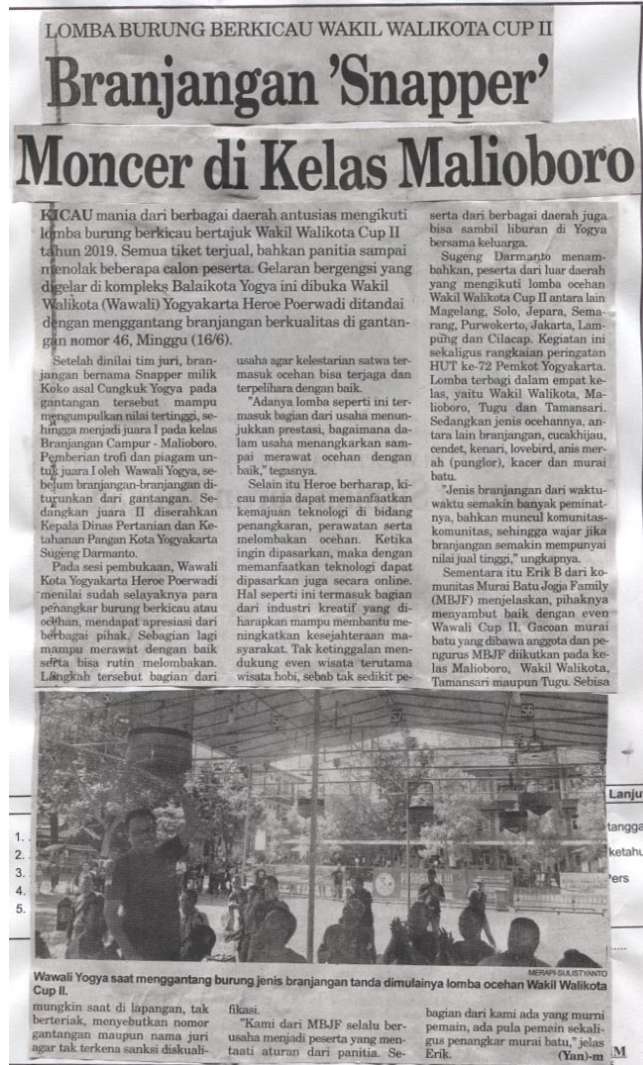 LOMBA BURUNG BERKICAU WAKIL WALIKOTA CUP II
Branjangan 'Snapper'
Moncer di Kelas Malioboro
KICAU mania dari berbagai daerah antusias mengikuti
lomba burung berkicau bertajuk Wakil Walikota Cup II
tahun 2019. Semua tiket terjual, bahkan panitia sampai
menolak beberapa calon peserta. Gelaran bergengsi yang
digelar di kompleks Balaikota Yogya ini dibuka Wakil
Walikota (Wawali) Yogyakarta Heroe Poerwadi ditandai
dengan menggantang branjangan berkualitas di gantan-
gan nomor 46, Minggu (16/6).
Setelah dinilai tim juri, bran-
jangan bernama Snapper milik
Koko asal Cungkuk Yogya pada
gantangan tersebut mampu
mengumpulkan nilai tertinggi, se-
hingga menjadi juara I pada kelas
Branjangan Campur - Malioboro.
Pemberian trofi dan piagam un-
tuk juara I oleh Wawali Yogya, se-
belum branjangan-branjangan di-
turunkan dari gantangan. Se-
dangkan juara II diserahkan
Kepala Dinas Pertanian dan Ke-
tahanan Pangan Kota Yogyakarta
Sugeng Darmanto.
Pada sesi pembukaan, Wawali
Kota Yogyakarta Heroe Poerwadi
menilai sudah selayaknya para
penangkar burung berkicau atau
ocehan, mendapat apresiasi dari
berbagai pihak. Sebagian lagi
mampu merawat dengan baik
serta bisa rutin melombakan.
Langkah tersebut bagian dari
usaha agar kelestarian satwa ter-
masuk ocehan bisa terjaga dan
terpelihara dengan baik.
"Adanya lomba seperti ini ter-
masuk bagian dari usaha menun-
jukkan prestasi, bagaimana da-
lam usaha menangkarkan sam-
pai merawat ocehan dengan
baik," tegasnya.
Selain itu Heroe berharap, ki-
cau mania dapat memanfaatkan
kemajuan teknologi di bidang
penangkaran, perawatan serta
melombakan ocehan. Ketika
ingin dipasarkan, maka dengan
memanfaatkan teknologi dapat
dipasarkan juga secara online.
Hal seperti ini termasuk bagian
dari industri kreatif yang di-
harapkan mampu membantu me-
ningkatkan kesejahteraan ma-
syarakat. Tak ketinggalan men-
dukung even wisata terutama
wisata hobi, sebab tak sedikit pe-
serta dari berbagai daerah juga
bisa sambil liburan di Yogya
bersama keluarga.
Sugeng Darmanto menam-
bahkan, peserta dari luar daerah
yang mengikuti lomba ocehan
Wakil Walikota Cup II antara lain
Magelang, Solo, Jepara, Sema-
rang, Purwokerto, Jakarta, Lam-
pung dan Cilacap. Kegiatan ini
sekaligus rangkaian peringatan
HUT ke-72 Pemkot Yogyakarta.
Lomba terbagi dalam empat ke-
las, yaitu Wakil Walikota, Ma-
lioboro, Tugu dan Tamansari.
Sedangkan jenis ocehannya, an-
tara lain branjangan, cucakhijau,
cendet, kenari, lovebird, anis mer-
ah (punglor), kacer dan murai
batu.
"Jenis branjangan dari waktu-
waktu semakin banyak peminat-
nya, bahkan muncul komunitas-
komunitas, sehingga wajar jika
branjangan semakin mempunyai
nilai jual tinggi," ungkapnya.
Sementara itu Erik B dari ko-
munitas Murai Batu Jogja Family
(MBJF) menjelaskan, pihaknya
menyambut baik dengan even
Wawali Cup II. Gacoan murai
batu yang dibawa anggota dan pe-
ngurus MBJF diikutkan pada ke-
las Malioboro, Wakil Walikota,
Tamansari maupun Tugu. Sebisa
56
Lanju
tangga
ketahu
Pers
1.
2.
3.
4.
5.
MERAPI-SULISTYANTO
Wawali Yogya saat menggantang burung jenis branjangan tanda dimulainya lomba ocehan Wakil Walikota
Cup II.
mungkin saat di lapangan, tak
berteriak, menyebutkan nomor
gantangan maupun nama juri
agar tak terkena sanksi diskuali-
fikasi.
"Kami dari MBJF selalu ber-
usaha menjadi peserta yang men-
taati aturan dari panitia. Se-
bagian dari kami ada yang murni
pemain, ada pula pemain sekali-
gus penangkar murai batu," jelas
Erik. (Yan)-m